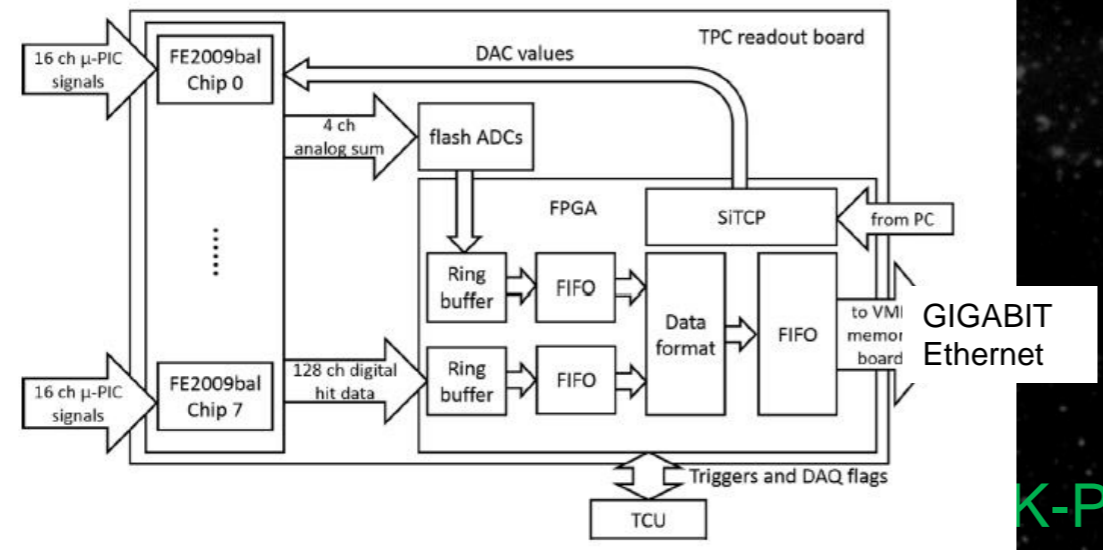 TPC readout board
16 ch μ-PIC
signals
FE2009bal
Chip 0
DAC values
4 ch
analog sum
flash ADCs
FPGA
SiTCP
from PC
Ring
buffer
FIFO
Data
format
FIFO
to
GIGABIT
Ethernet
board
Ring
buffer
FIFO
128 ch digital
hit data
16 ch μ-PIC
signals
FE2009bal
Chip 7
Triggers and DAQ flags
TCU
K-P